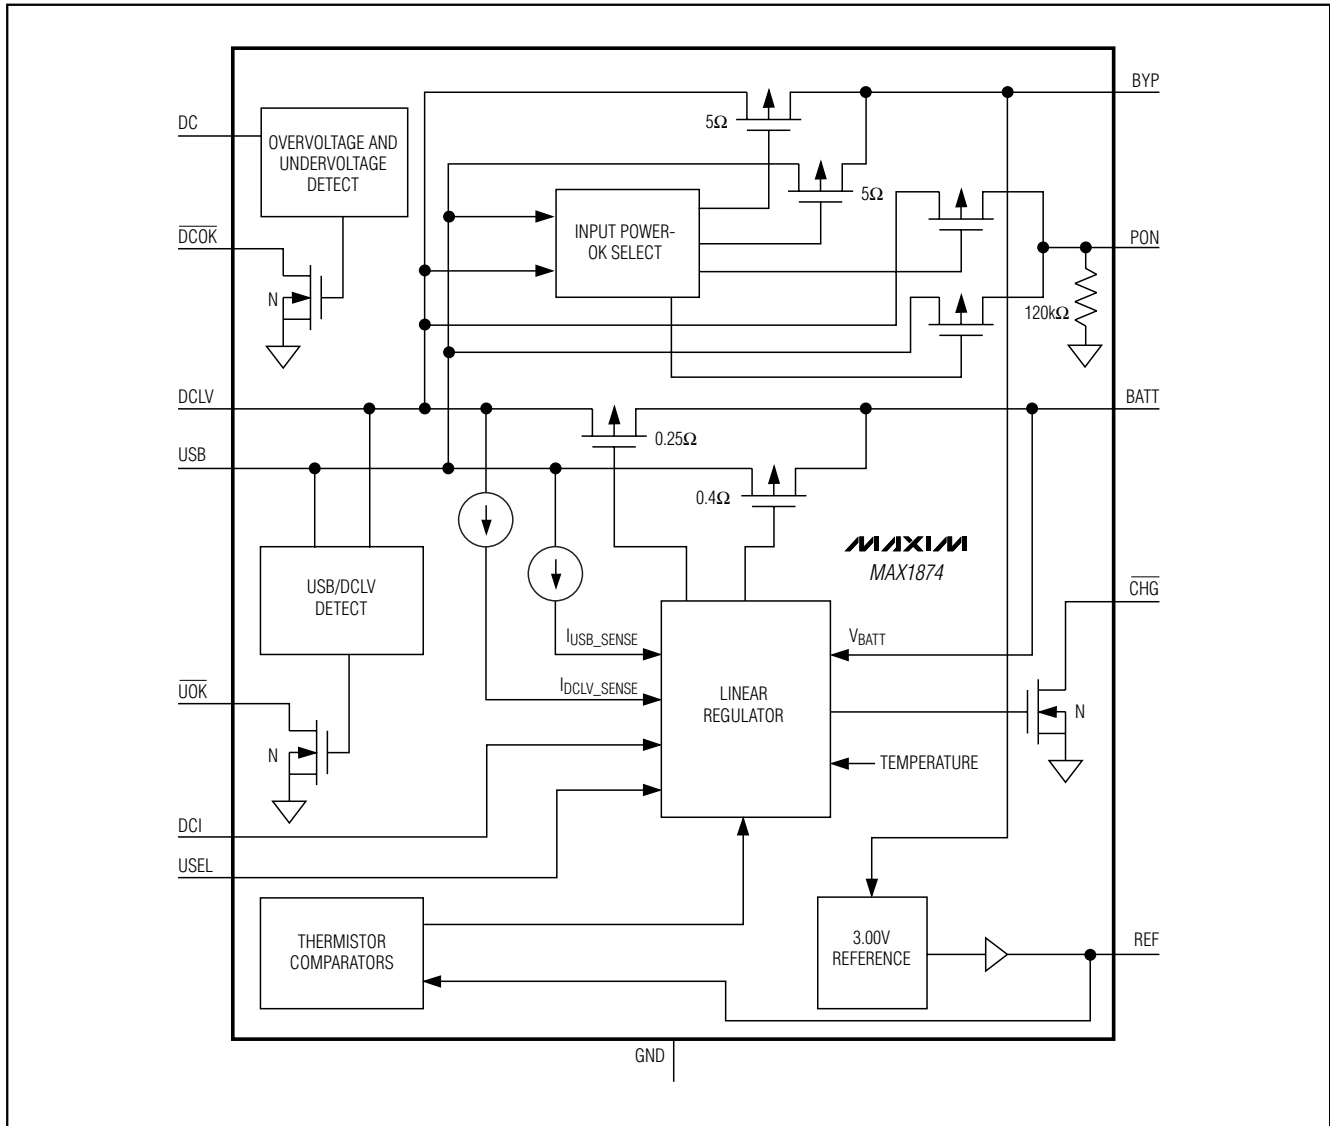 BYP
DC
OVERVOLTAGE AND
UNDERVOLTAGE
DETECT
5Ω
5Ω
INPUT POWER-
OK SELECT
DCOK
PON
N
120kΩ
DCLV
BATT
0.25Ω
USB
0.4Ω
MAXIM
MAX1874
USB/DCLV
DETECT
CHG
IUSB_SENSE
VBATT
IDCLV_SENSE
UOK
LINEAR
REGULATOR
N
N
TEMPERATURE
DCI
USEL
THERMISTOR
COMPARATORS
3.00V
REFERENCE
REF
GND